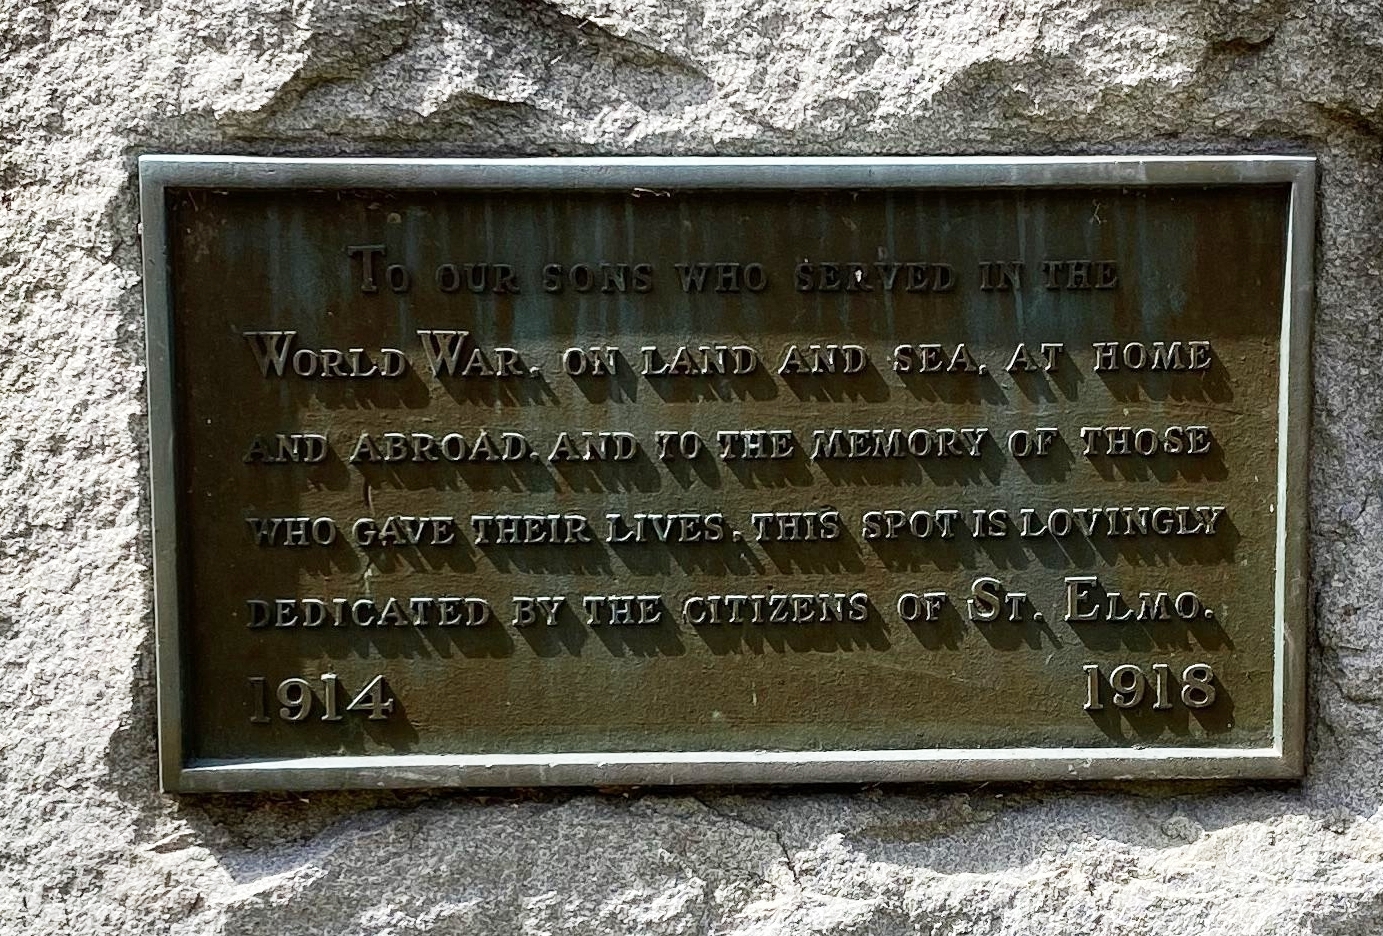 To our sons who served in the
World War, on land and sea, at home
and abroad, and to the memory of those
who gave their lives, this spot is lovingly
dedicated by the citizens of St. Elmo.
1914 1918